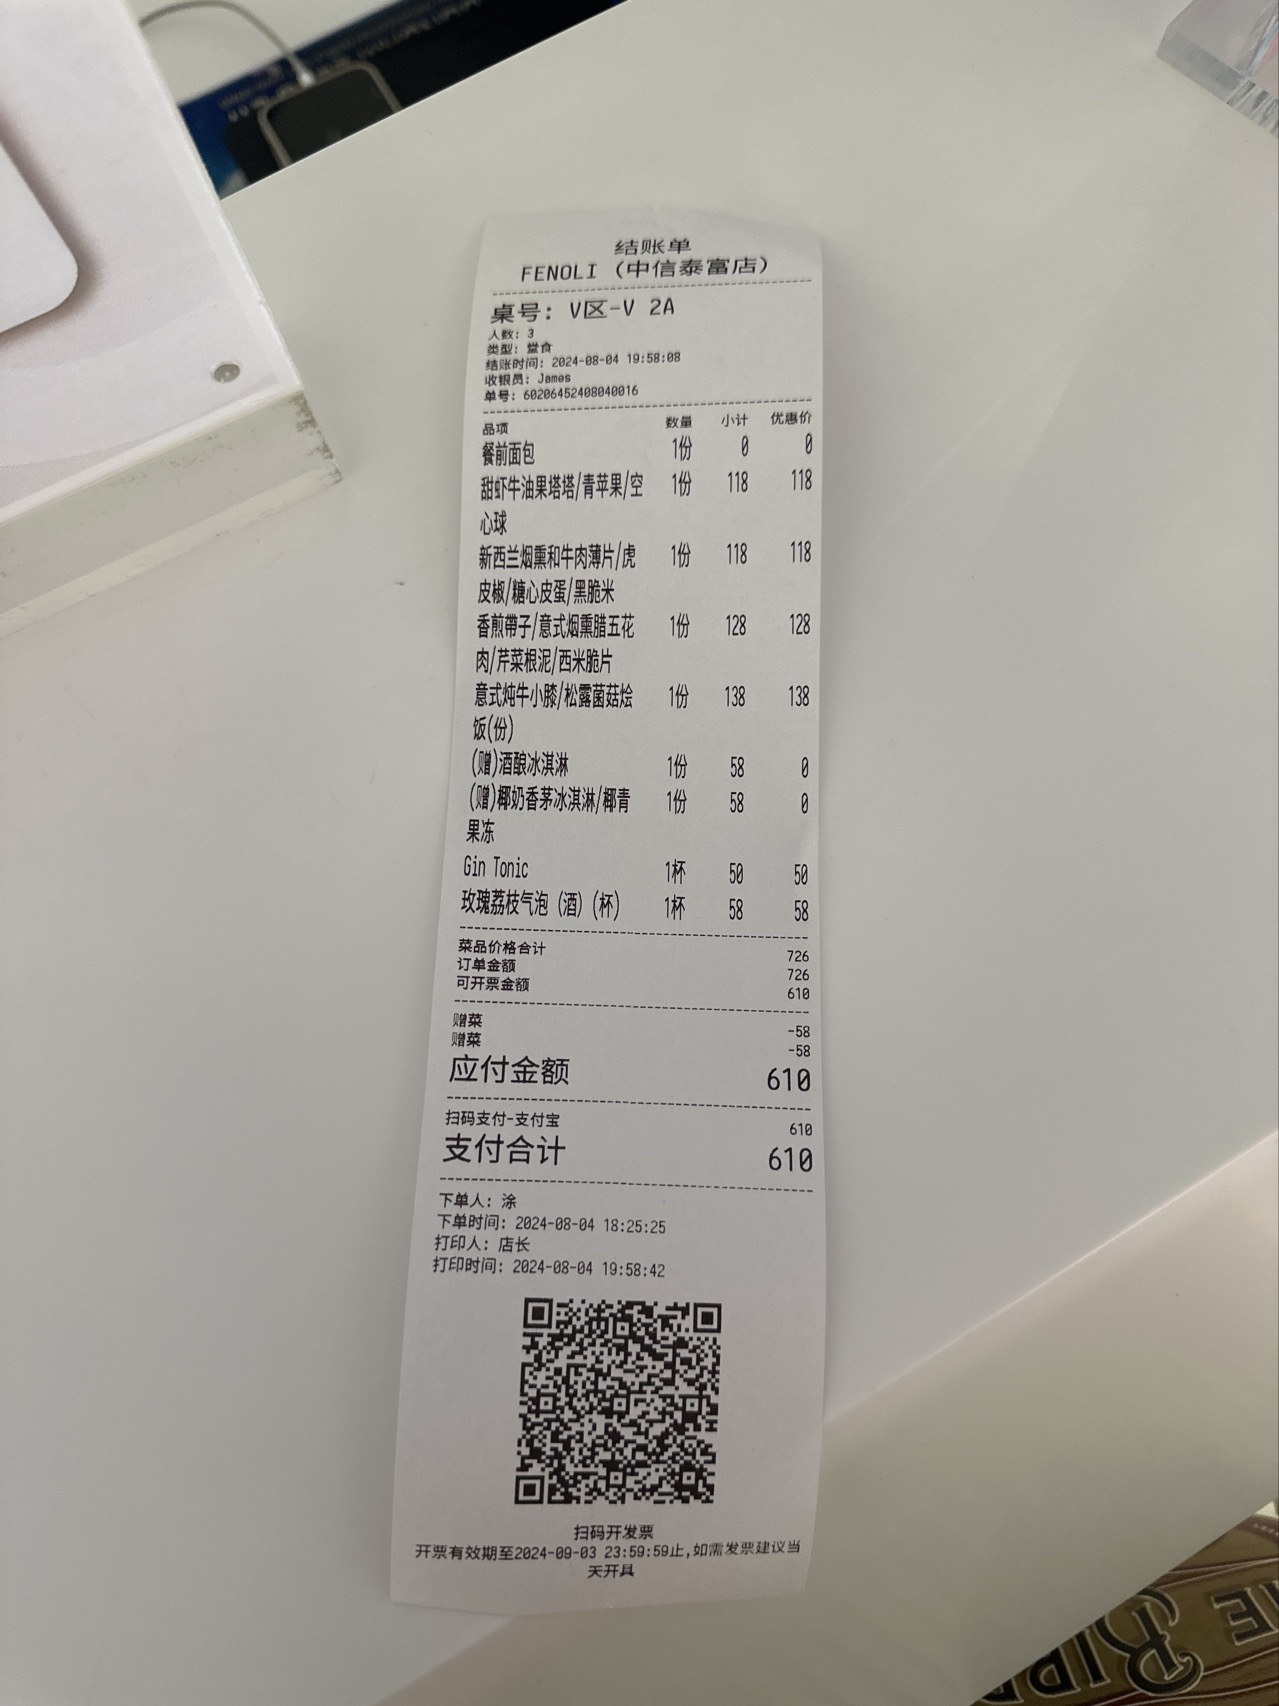 结账单
FENOLI (中信泰富店)
桌号: V区-V 2A
人数: 3
类型: 堂食
结账时间: 2024-08-04 19:58:08
收银员: James
单号: 60206452408040016
品项 数量 小计 优惠价
餐前面包 1份 0 0
甜虾牛油果塔塔/青苹果/空 1份 118 118
心球
新西兰烟熏和牛肉薄片/虎 1份 118 118
皮椒/糖心皮蛋/黑脆米
香煎帶子/意式烟熏腊五花 1份 128 128
肉/芹菜根泥/西米脆片
意式炖牛小膝/松露菌菇烩 1份 138 138
饭(份)
(赠)酒酿冰淇淋 1份 58 0
(赠)椰奶香茅冰淇淋/椰青 1份 58 0
果冻
Gin Tonic 1杯 50 50
玫瑰荔枝气泡 (酒) (杯) 1杯 58 58
菜品价格合计 726
订单金额 726
可开票金额 610
赠菜 -58
赠菜 -58
应付金额 610
扫码支付-支付宝 610
支付合计 610
下单人: 涂
下单时间: 2024-08-04 18:25:25
打印人: 店长
打印时间: 2024-08-04 19:58:42
扫码开发票
开票有效期至2024-09-03 23:59:59止,如需发票建议当
天开具